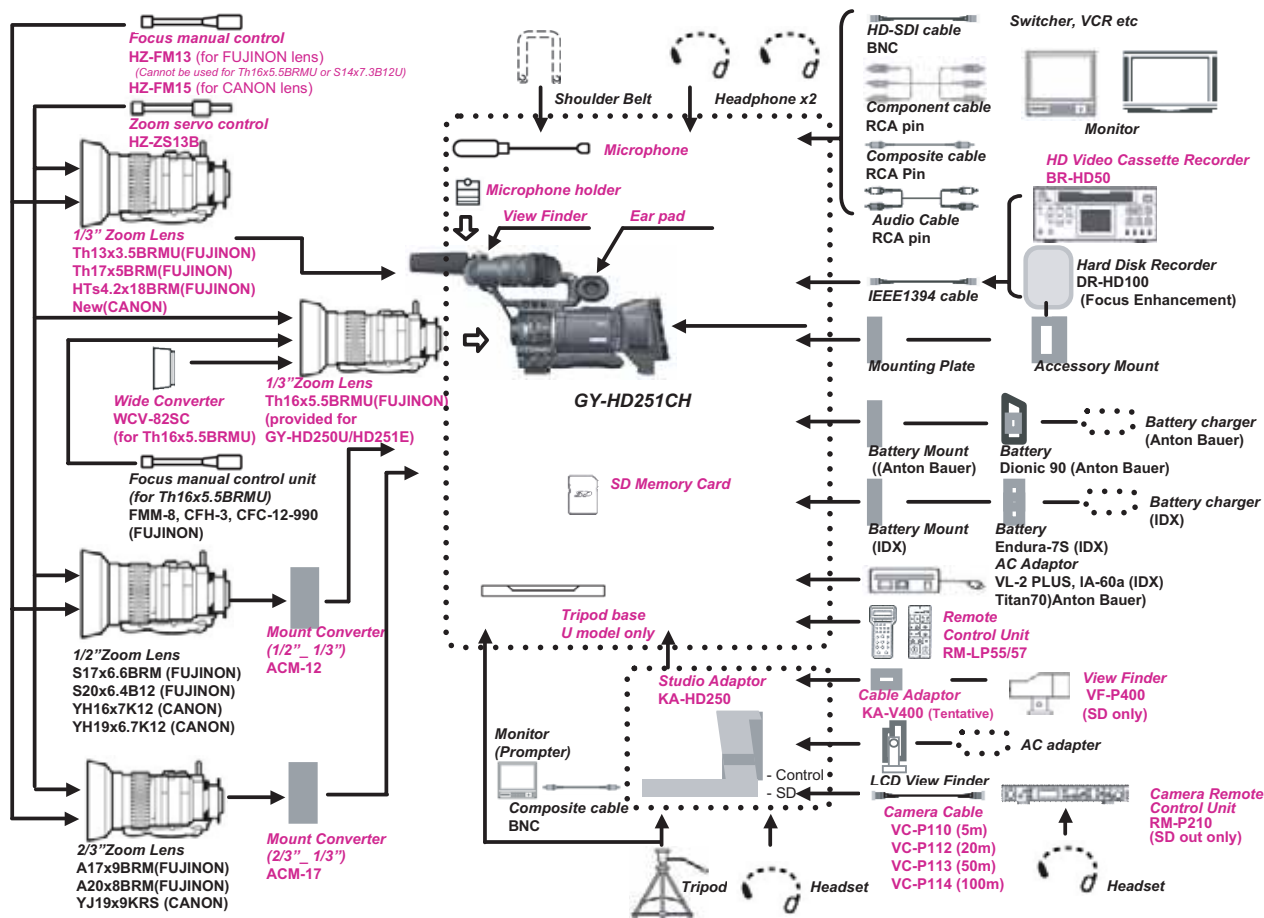 Focus manual control
HZ-FM13 (for FUJINON lens)
(Cannot be used for Th16x5.5BRMU or S14x7.3B12U)
HZ-FM15 (for CANON lens)
Zoom servo control
HZ-ZS13B
1/3” Zoom Lens
Th13x3.5BRMU(FUJINON)
Th17x5BRM(FUJINON)
HTs4.2x18BRM(FUJINON)
New(CANON)
Wide Converter
WCV-82SC
(for Th16x5.5BRMU)
1/3”Zoom Lens
Th16x5.5BRMU(FUJINON)
(provided for
GY-HD250U/HD251E)
Focus manual control unit
(for Th16x5.5BRMU)
FMM-8, CFH-3, CFC-12-990
(FUJINON)
Mount Converter
(1/2”_ 1/3”)
ACM-12
1/2”Zoom Lens
S17x6.6BRM (FUJINON)
S20x6.4B12 (FUJINON)
YH16x7K12 (CANON)
YH19x6.7K12 (CANON)
Mount Converter
(2/3”_ 1/3”)
ACM-17
2/3”Zoom Lens
A17x9BRM(FUJINON)
A20x8BRM(FUJINON)
YJ19x9KRS (CANON)
Shoulder Belt
Headphone x2
Microphone
Microphone holder
View Finder
Ear pad
GY-HD251CH
SD Memory Card
SD
Tripod base
U model only
Studio Adaptor
KA-HD250
- Control
- SD
Monitor
(Prompter)
Composite cable
BNC
Tripod
Headset
HD-SDI cable
BNC
Component cable
RCA pin
Composite cable
RCA Pin
Audio Cable
RCA pin
Switcher, VCR etc
Monitor
HD Video Cassette Recorder
BR-HD50
Hard Disk Recorder
DR-HD100
(Focus Enhancement)
IEEE1394 cable
Mounting Plate
Accessory Mount
Battery Mount
((Anton Bauer)
Battery
Dionic 90 (Anton Bauer)
Battery charger
(Anton Bauer)
Battery Mount
(IDX)
Battery
Endura-7S (IDX)
Battery charger
(IDX)
AC Adaptor
VL-2 PLUS, IA-60a (IDX)
Titan70)Anton Bauer)
Remote
Control Unit
RM-LP55/57
Cable Adaptor
KA-V400 (Tentative)
View Finder
VF-P400
(SD only)
AC adapter
LCD View Finder
Camera Cable
VC-P110 (5m)
VC-P112 (20m)
VC-P113 (50m)
VC-P114 (100m)
Camera Remote
Control Unit
RM-P210
(SD out only)
Headset